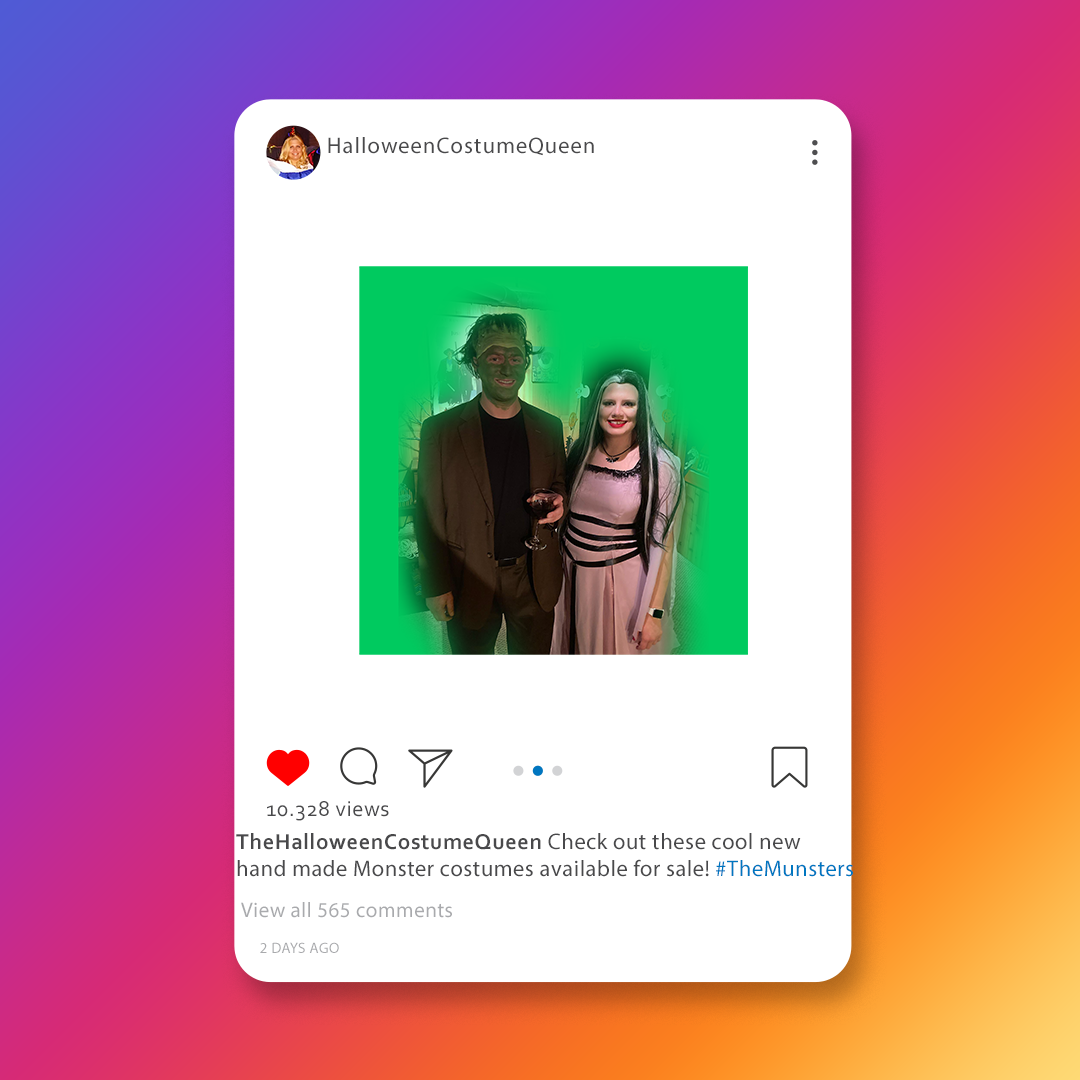 HalloweenCostumeQueen
10.328 views
TheHalloweenCostumeQueen Check out these cool new
hand made Monster costumes available for sale! #TheMunsters
View all 565 comments
2 DAYS AGO